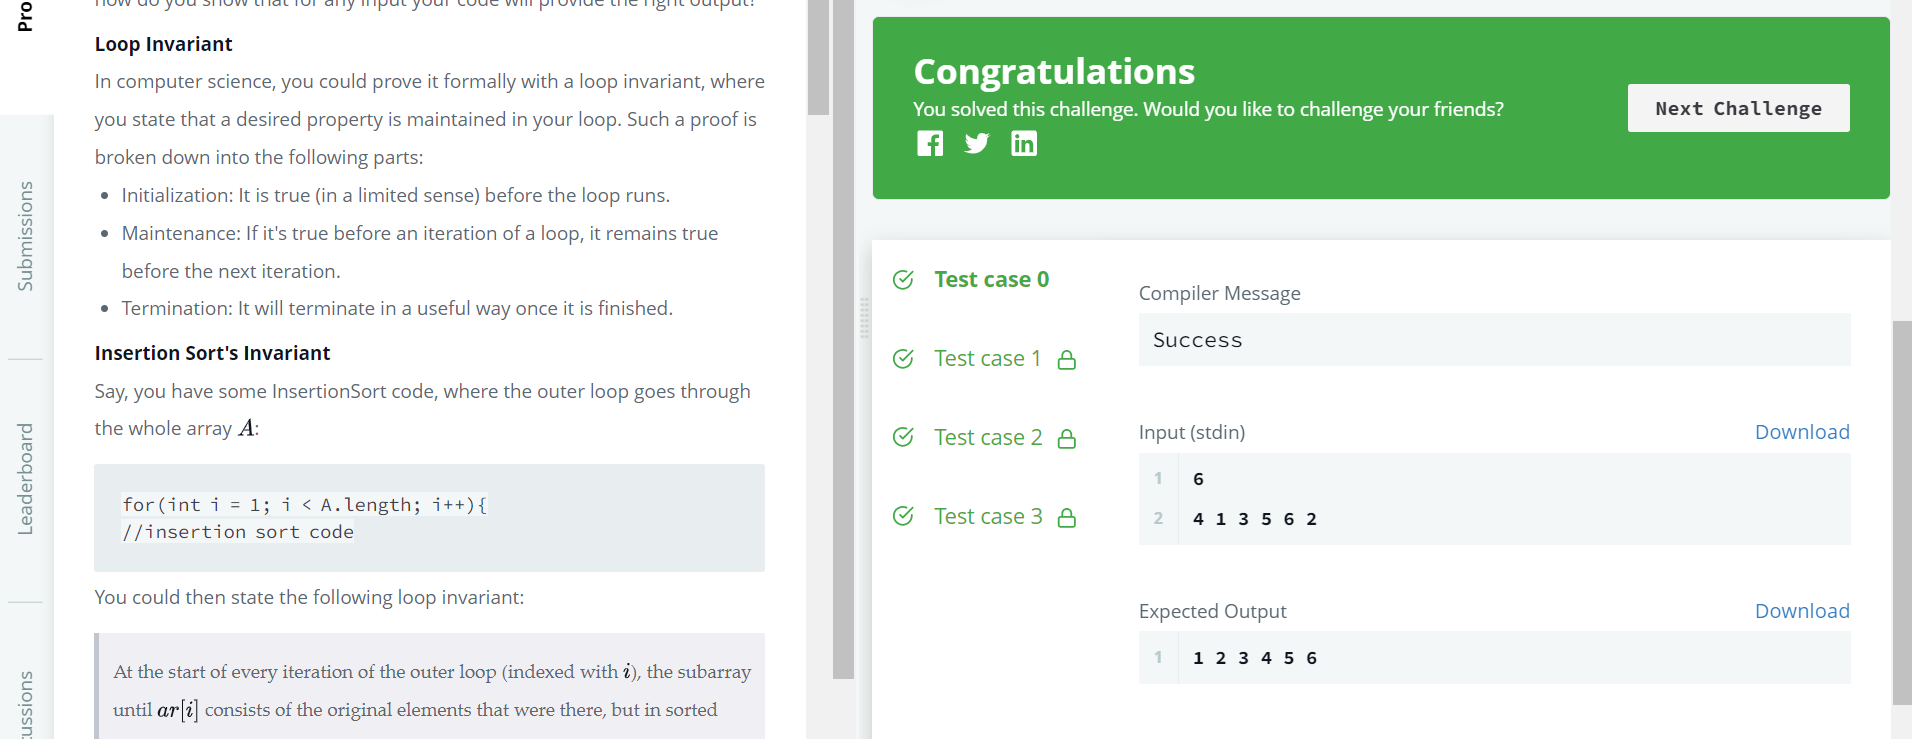 Pro
Submissions
Leaderboard
how do you show that for any input your code will provide the right output?
Loop Invariant
In computer science, you could prove it formally with a loop invariant, where
you state that a desired property is maintained in your loop. Such a proof is
broken down into the following parts:
• Initialization: It is true (in a limited sense) before the loop runs.
• Maintenance: If it's true before an iteration of a loop, it remains true
before the next iteration.
• Termination: It will terminate in a useful way once it is finished.
Insertion Sort's Invariant
Say, you have some InsertionSort code, where the outer loop goes through
the whole array A:
for(int i = 1; i < A.length; i++){
//insertion sort code
You could then state the following loop invariant:
At the start of every iteration of the outer loop (indexed with i), the subarray
until ar[i] consists of the original elements that were there, but in sorted
Congratulations
You solved this challenge. Would you like to challenge your friends?
Next Challenge
Test case 0
Test case 1
Test case 2
Test case 3
Compiler Message
Success
Input (stdin)
Download
1 6
2 4 1 3 5 6 2
Expected Output
Download
1 1 2 3 4 5 6